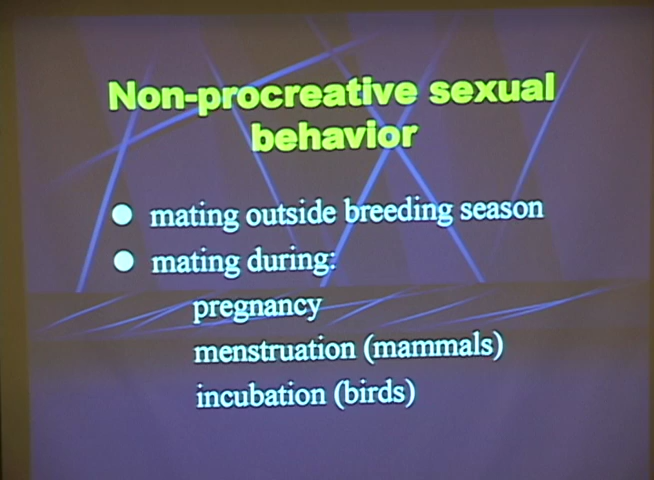 Non-procreative sexual
behavior
mating outside breeding season
mating during:
pregnancy
menstruation (mammals)
incubation (birds)